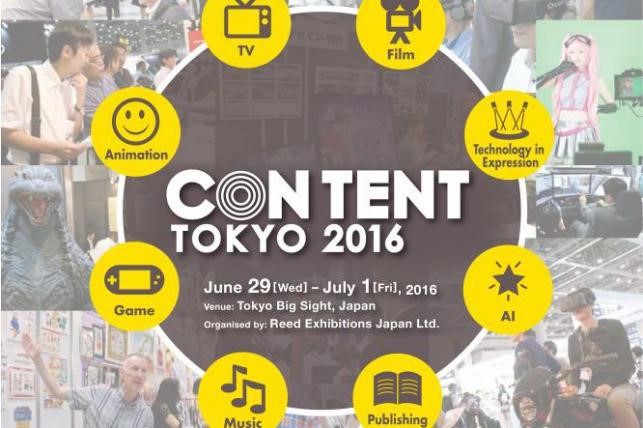 TV
Film
Animation
Technology in
Expression
CONTENT
TOKYO 2016
June 29[Wed] – July 1[Fri], 2016
Venue: Tokyo Big Sight, Japan
Organised by: Reed Exhibitions Japan Ltd.
Game
AI
Music
Publishing